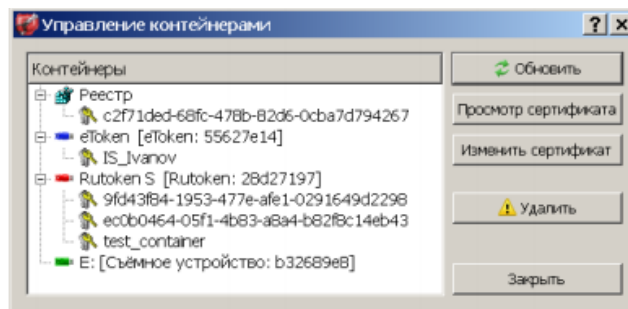 Управление контейнерами
Контейнеры
Реестр
c2f71ded-68fc-478b-82d6-0cba7d794267
eToken [eToken: 55627e14]
IS_Ivanov
Rutoken S [Rutoken: 28d27197]
9fd43f84-1953-477e-afe1-0291649d2298
ec0b0464-05f1-4b83-a8a4-b82f8c14eb43
test_container
E: [Съёмное устройство: b32689e8]
Обновить
Просмотр сертификата
Изменить сертификат
Удалить
Закрыть